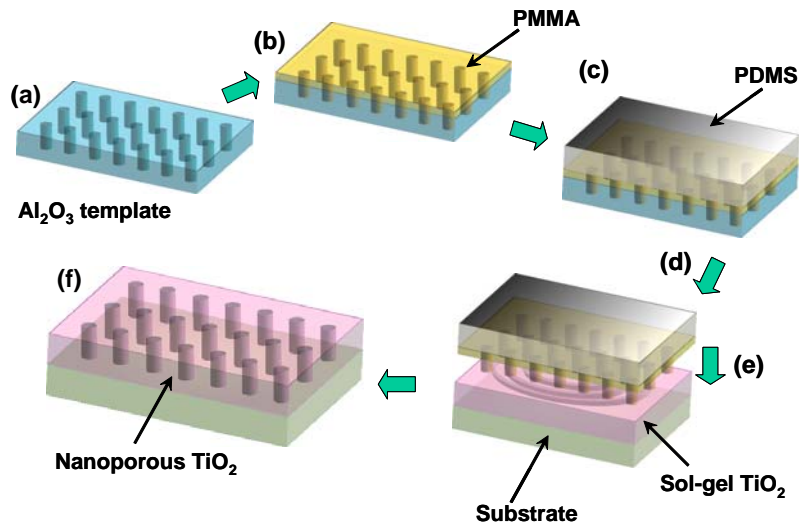 (a)
Al₂O₃ template
(b)
PMMA
(c)
PDMS
(d)
(e)
Sol-gel TiO₂
Substrate
(f)
Nanoporous TiO₂